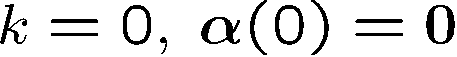 k = 0, α(0) = 0